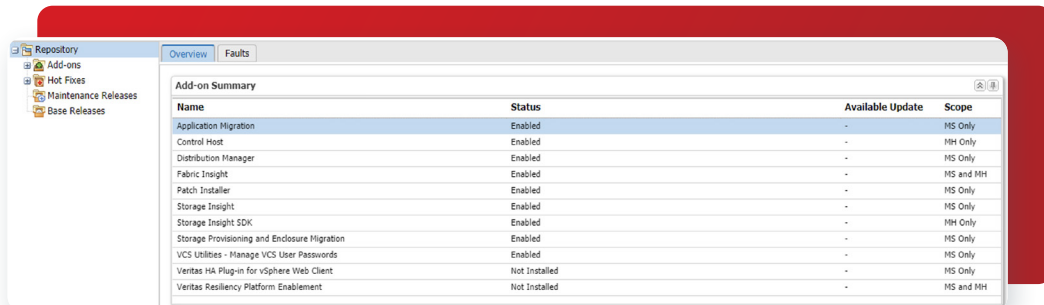 Repository
Add-ons
Hot Fixes
Maintenance Releases
Base Releases
Overview Faults
Add-on Summary
Name Status Available Update Scope
Application Migration Enabled - MS Only
Control Host Enabled - MH Only
Distribution Manager Enabled - MS Only
Fabric Insight Enabled - MS and MH
Patch Installer Enabled - MS Only
Storage Insight Enabled - MS Only
Storage Insight SDK Enabled - MH Only
Storage Provisioning and Enclosure Migration Enabled - MS Only
VCS Utilities - Manage VCS User Passwords Enabled - MS Only
Veritas HA Plug-in for vSphere Web Client Not Installed - MS Only
Veritas Resiliency Platform Enablement Not Installed - MS and MH